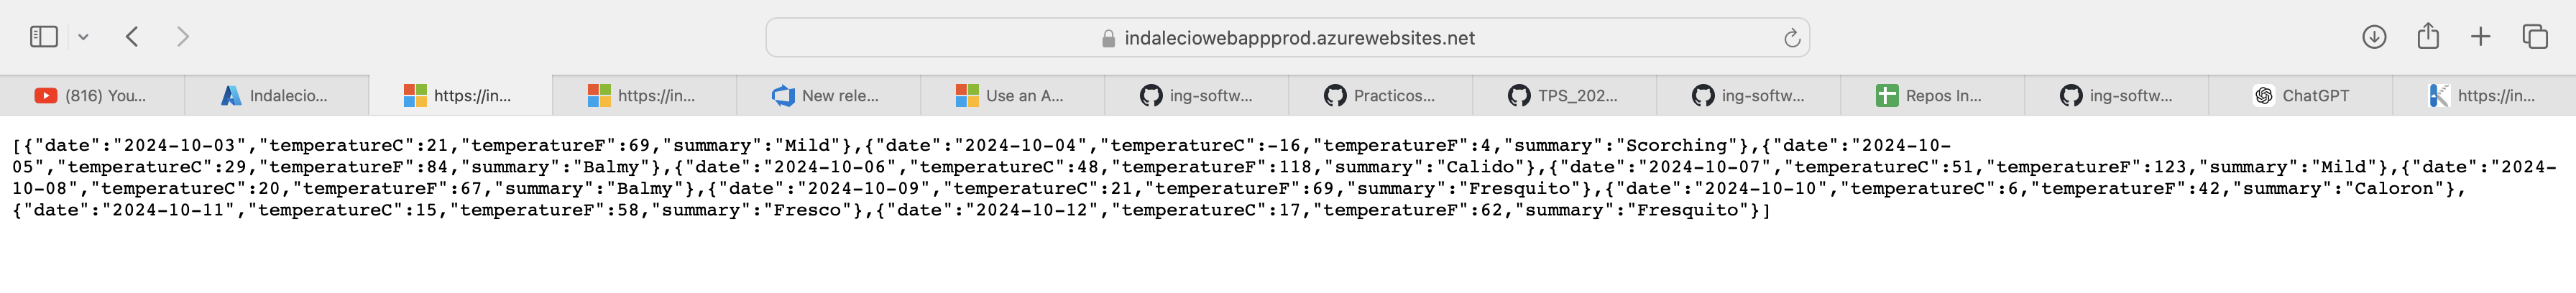 indaleciowebappprod.azurewebsites.net
(816) You...
Indalecio...
https://in...
https://in...
New rele...
Use an A...
ing-softw...
Practicos...
TPS_202...
ing-softw...
Repos In...
ing-softw...
ChatGPT
https://in...
[{"date":"2024-10-03","temperatureC":21,"temperatureF":69,"summary":"Mild"},{"date":"2024-10-04","temperatureC":-16,"temperatureF":4,"summary":"Scorching"},{"date":"2024-10-
05","temperatureC":29,"temperatureF":84,"summary":"Balmy"},{"date":"2024-10-06","temperatureC":48,"temperatureF":118,"summary":"Calido"},{"date":"2024-10-07","temperatureC":51,"temperatureF":123,"summary":"Mild"},{"date":"2024-
10-08","temperatureC":20,"temperatureF":67,"summary":"Balmy"},{"date":"2024-10-09","temperatureC":21,"temperatureF":69,"summary":"Fresquito"},{"date":"2024-10-10","temperatureC":6,"temperatureF":42,"summary":"Caloron"},
{"date":"2024-10-11","temperatureC":15,"temperatureF":58,"summary":"Fresco"},{"date":"2024-10-12","temperatureC":17,"temperatureF":62,"summary":"Fresquito"}]